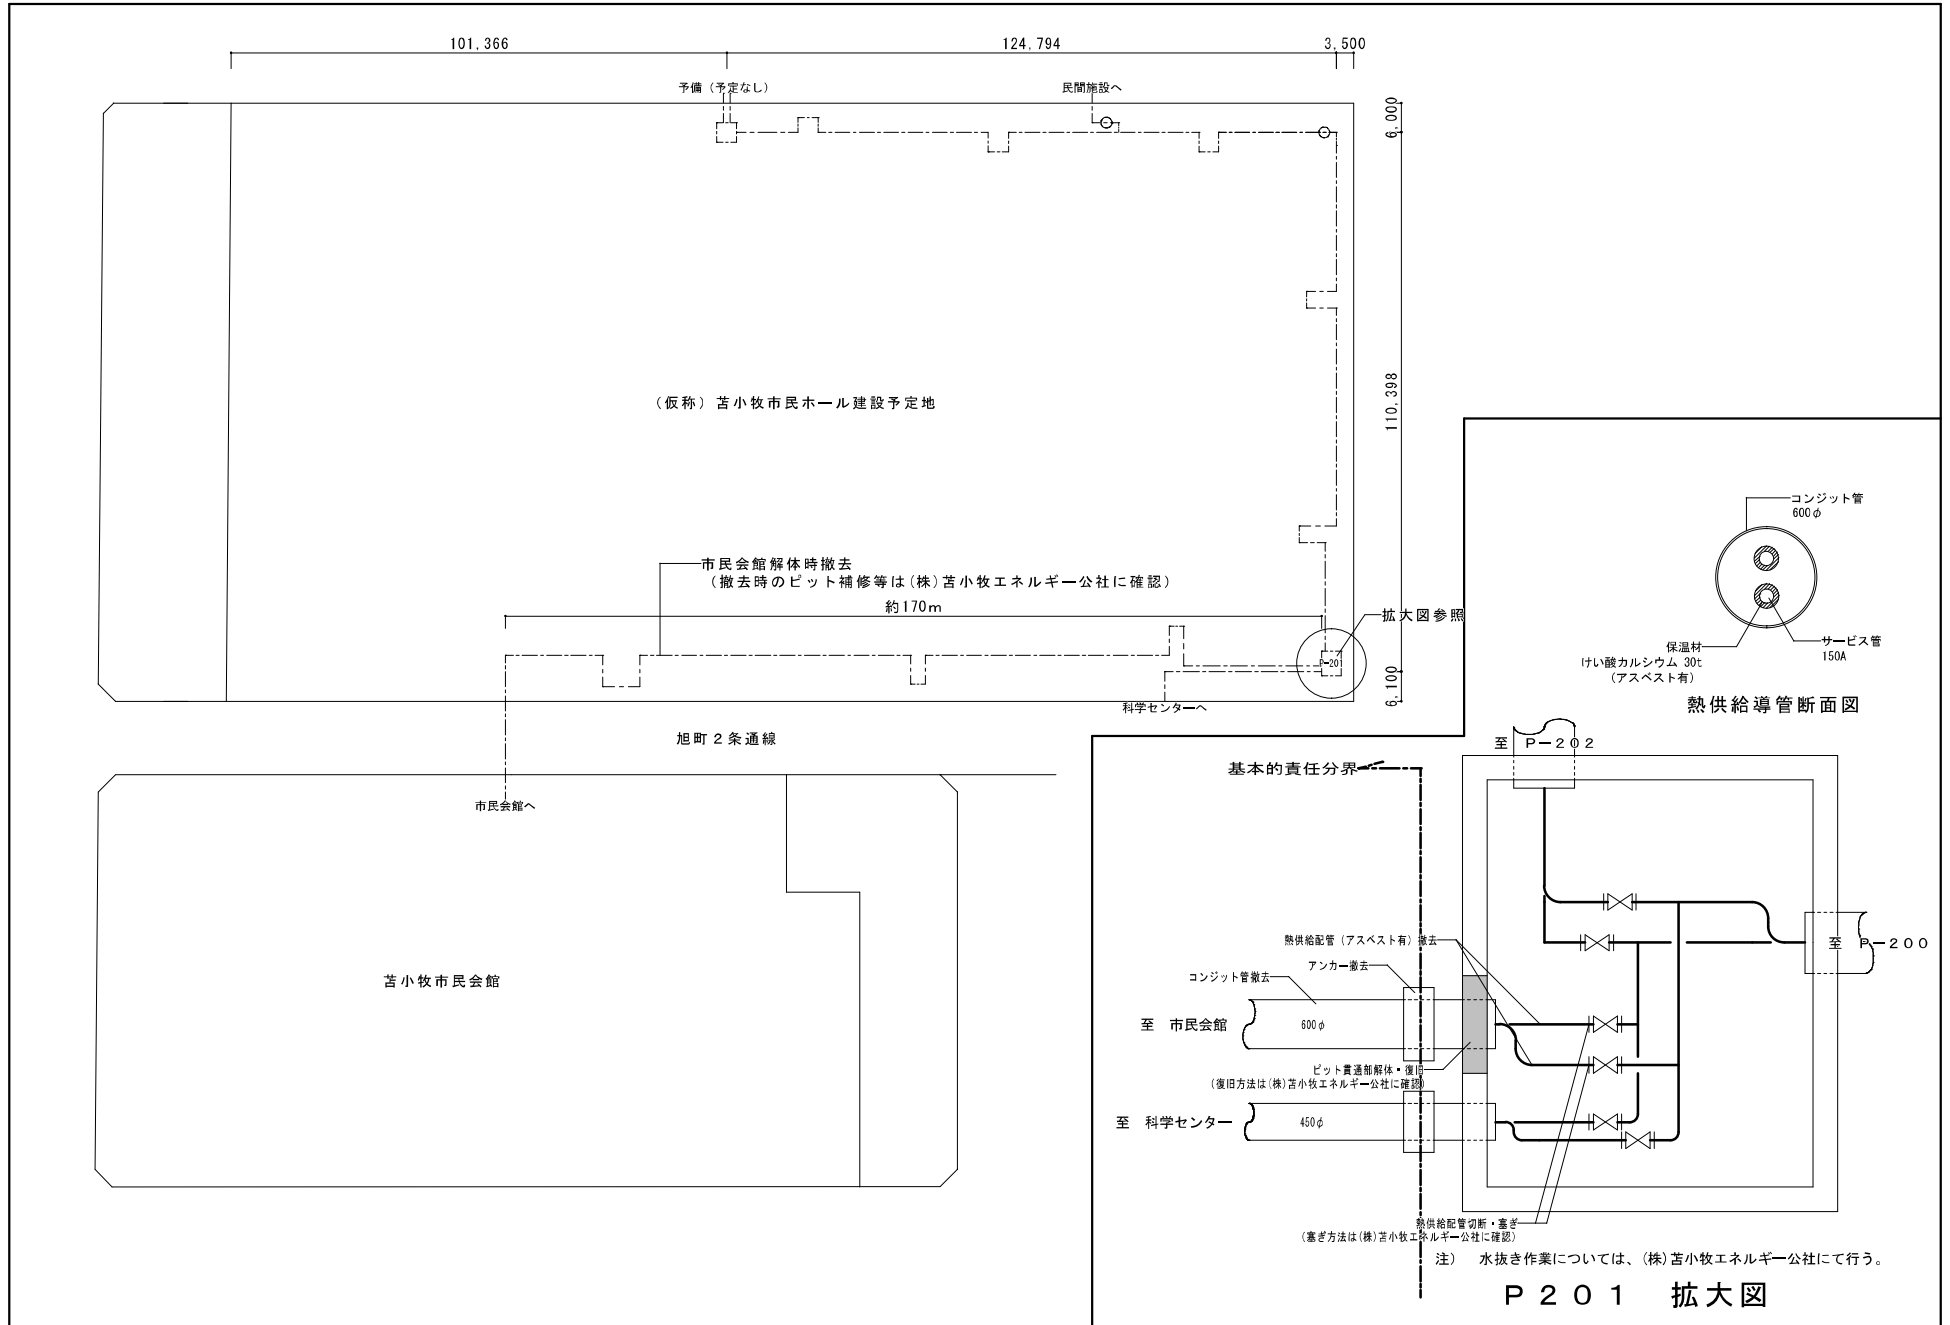 101,366
124,794
3,500
予備（予定なし）
民間施設へ
6,000
（仮称）苫小牧市民ホール建設予定地
110,398
コンジット管
600φ
市民会館解体時撤去
（撤去時のピット補修等は(株)苫小牧エネルギー公社に確認）
約170m
拡大図参照
P-201
保温材
けい酸カルシウム 30t
（アスベスト有）
サービス管
150A
6,100
科学センターへ
熱供給導管断面図
旭町２条通線
至 Ｐ－２０２
基本的責任分界
市民会館へ
熱供給配管（アスベスト有）撤去
至 Ｐ－２００
アンカー撤去
コンジット管撤去
苫小牧市民会館
至 市民会館
600φ
ピット貫通部解体・復旧
（復旧方法は(株)苫小牧エネルギー公社に確認）
至 科学センター
450φ
熱供給配管切断・塞ぎ
（塞ぎ方法は(株)苫小牧エネルギー公社に確認）
注） 水抜き作業については、(株)苫小牧エネルギー公社にて行う。
Ｐ２０１ 拡大図